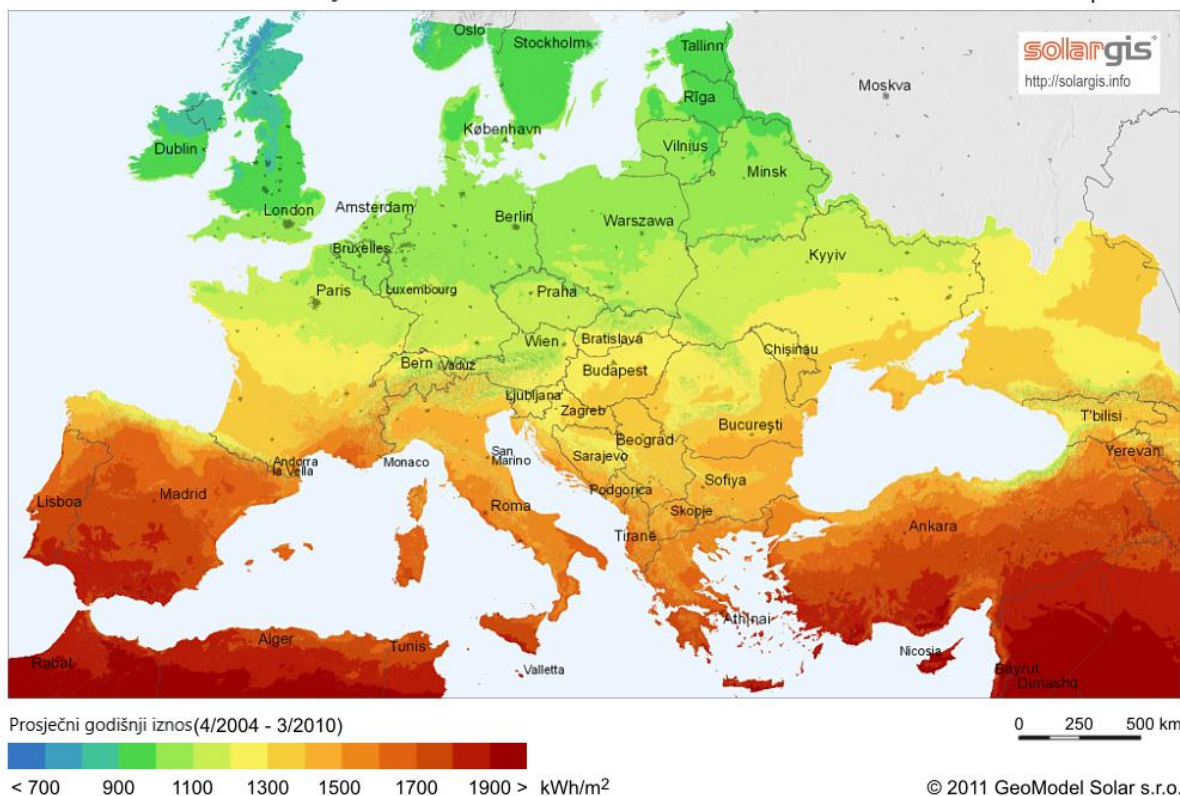 Oslo
Stockholm
Tallinn
solargis
http://solargis.info
Moskva
Rīga
København
Dublin
Vilnius
Minsk
London
Amsterdam
Berlin
Warszawa
Bruxelles
Kyyiv
Paris
Luxembourg
Praha
Wien
Bratislava
Chişinau
Bern
Vaduz
Budapest
Ljubljana
Zagreb
T'bilisi
Beograd
Bucureşti
San
Marino
Sarajevo
Yerevan
Andorra
la Vella
Monaco
Podgorica
Sofiya
Lisboa
Madrid
Roma
Skopje
Ankara
Tirane
Alger
Tunis
Athinai
Nicosia
Rabat
Valletta
Bayrut
Dimashq
Prosječni godišnji iznos(4/2004 - 3/2010)
0 250 500 km
< 700 900 1100 1300 1500 1700 1900 > kWh/m²
© 2011 GeoModel Solar s.r.o.